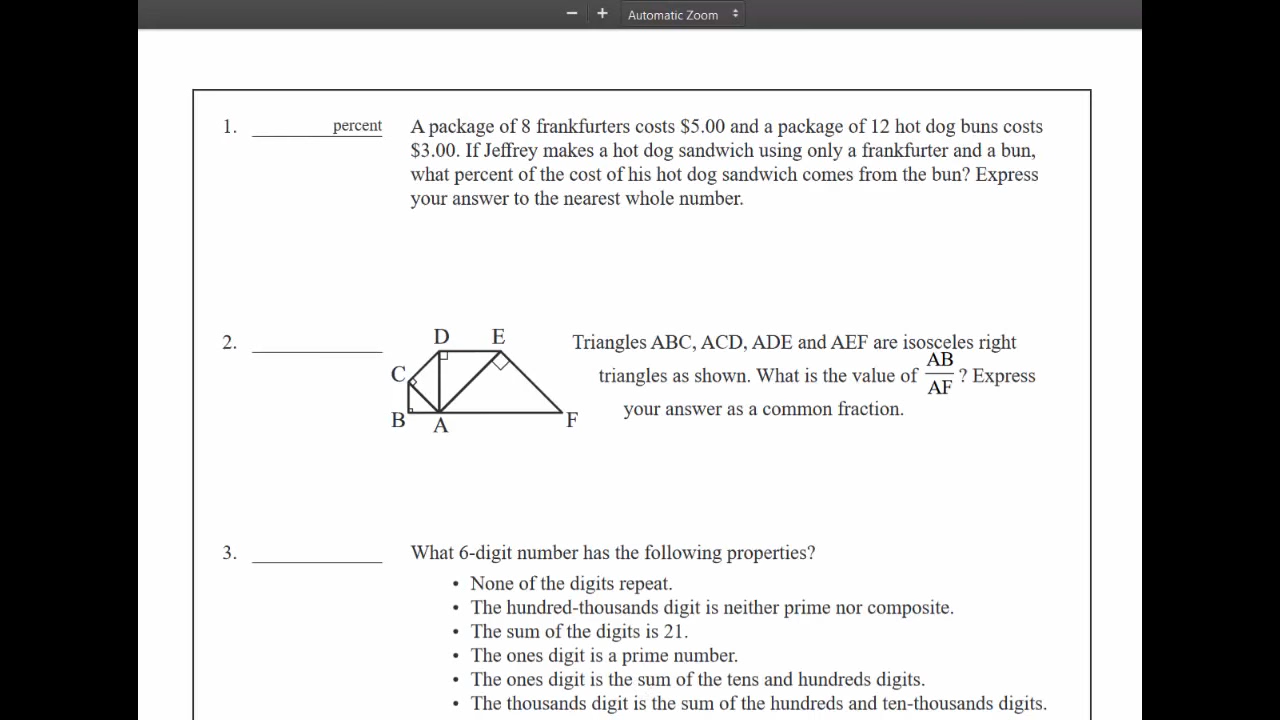 − + Automatic Zoom
1. percent A package of 8 frankfurters costs $5.00 and a package of 12 hot dog buns costs
$3.00. If Jeffrey makes a hot dog sandwich using only a frankfurter and a bun,
what percent of the cost of his hot dog sandwich comes from the bun? Express
your answer to the nearest whole number.
2. Triangles ABC, ACD, ADE and AEF are isosceles right
triangles as shown. What is the value of AB/AF ? Express
your answer as a common fraction.
D E
C
B A F
3. What 6-digit number has the following properties?
• None of the digits repeat.
• The hundred-thousands digit is neither prime nor composite.
• The sum of the digits is 21.
• The ones digit is a prime number.
• The ones digit is the sum of the tens and hundreds digits.
• The thousands digit is the sum of the hundreds and ten-thousands digits.